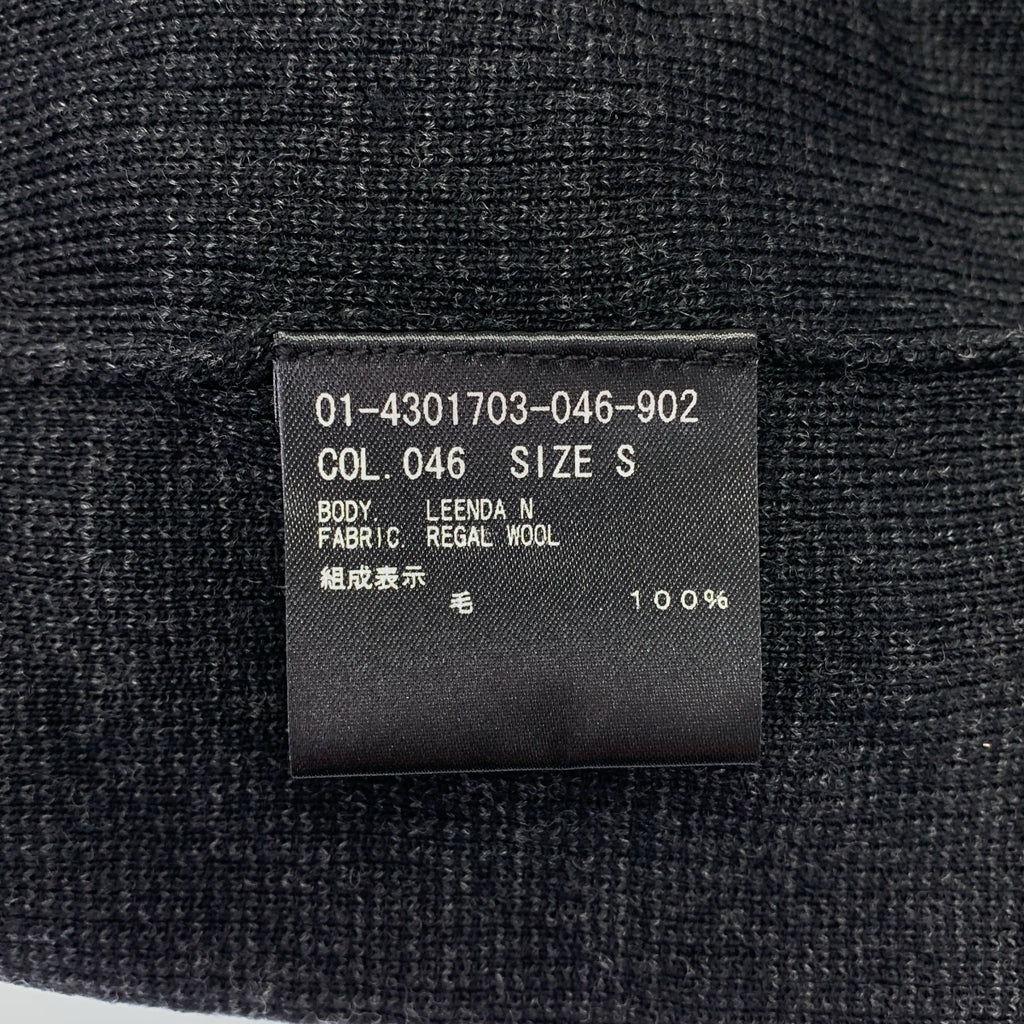 01-4301703-046-902
COL.046 SIZE S
BODY LEENDA N
FABRIC REGAL WOOL
組成表示
毛 １００％